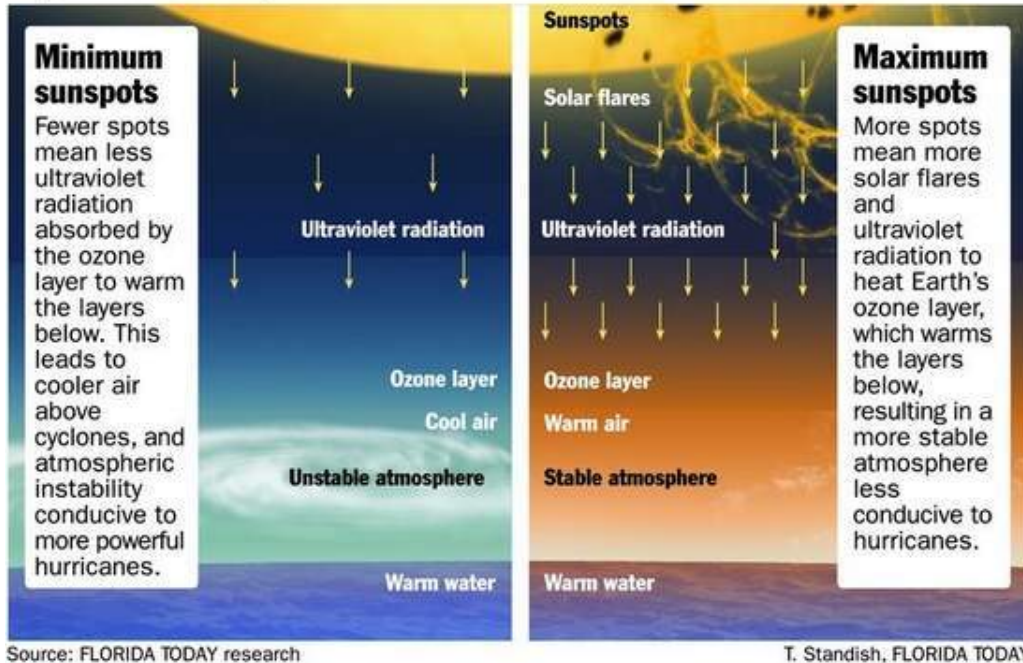 Minimum
sunspots
Fewer spots
mean less
ultraviolet
radiation
absorbed by
the ozone
layer to warm
the layers
below. This
leads to
cooler air
above
cyclones, and
atmospheric
instability
conducive to
more powerful
hurricanes.
Ultraviolet radiation
Ozone layer
Cool air
Unstable atmosphere
Warm water
Sunspots
Solar flares
Ultraviolet radiation
Ozone layer
Warm air
Stable atmosphere
Warm water
Maximum
sunspots
More spots
mean more
solar flares
and
ultraviolet
radiation to
heat Earth's
ozone layer,
which warms
the layers
below,
resulting in a
more stable
atmosphere
less
conducive to
hurricanes.
Source: FLORIDA TODAY research
T. Standish, FLORIDA TODAY